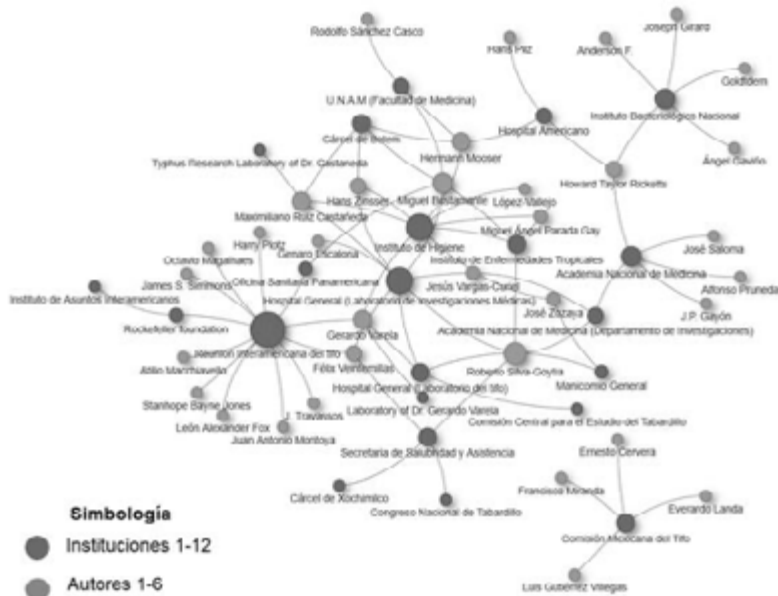 Rodolfo Sánchez Casco
Hans Pilz
Joseph Giraro
Anderson F.
U.N.A.M (Facultad de Medicina)
Instituto Bacteriológico Nacional
Cárcel de Belem
Hospital Americano
Ángel Gaviño
Typhus Research Laboratory of Dr. Castaneda
Hermann Mooser
Howard Taylor Ricketts
Hans Zinsser
Miguel Bustamante
López-Vallejo
Maximiliano Ruiz Castañeda
Miguel Ángel Parada Gay
Harry Plotz
Genaro Escalona
Instituto de Higiene
José Saloma
Octavio Magalhaes
Instituto de Enfermedades Tropicales
Academia Nacional de Medicina
James S. Simmons
Oficina Sanitaria Panamericana
Jesús Vargas-Curiel
Alfonso Pruneda
Instituto de Asuntos Interamericanos
Hospital General (Laboratorio de Investigaciones Médicas)
José Zozaya
J.P. Gayón
Rockefeller foundation
Gerardo Varela
Academia Nacional de Medicina (Departamento de Investigaciones)
Reunión Interamericana del tifo
Atilio Macchiavello
Félix Veintemillas
Roberto Silva-Goytia
Hospital General (Laboratorio del tifo)
Manicomio General
Stanhope Bayne Jones
J. Travassos
Laboratory of Dr. Gerardo Varela
León Alexander Fox
Comisión Central para el Estudio del Tabardillo
Juan Antonio Montoya
Secretaria de Salubridad y Asistencia
Ernesto Cervera
Cárcel de Xochimilco
Francisco Miranda
Congreso Nacional de Tabardillo
Everardo Landa
Simbología
Comisión Mexicana del Tifo
Instituciones 1-12
Luis Gutiérrez Villegas
Autores 1-6